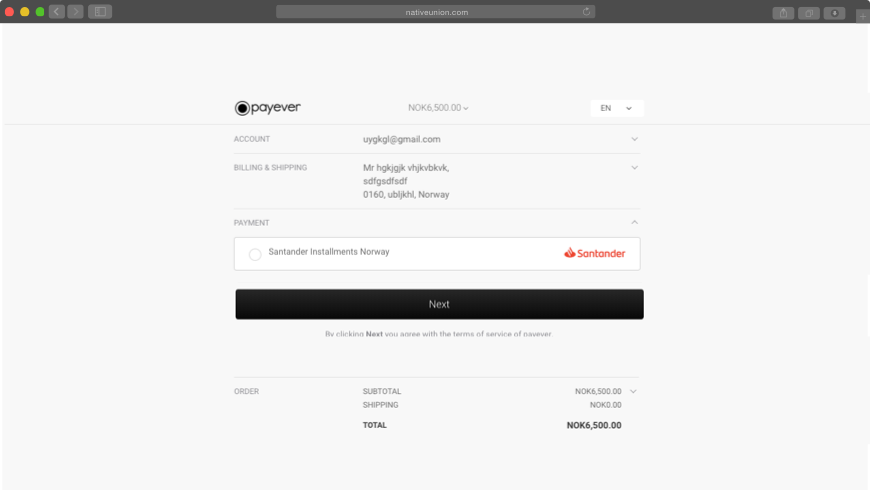 nativeunion.com
payever NOK6,500.00 EN
ACCOUNT uygkgl@gmail.com
BILLING & SHIPPING Mr hgkjgjk vhjkvbkvk,
sdfgsdfsdf
0160, ubljkhl, Norway
PAYMENT
Santander Installments Norway Santander
Next
By clicking Next you agree with the terms of service of payever
ORDER SUBTOTAL NOK6,500.00
SHIPPING NOK0.00
TOTAL NOK6,500.00